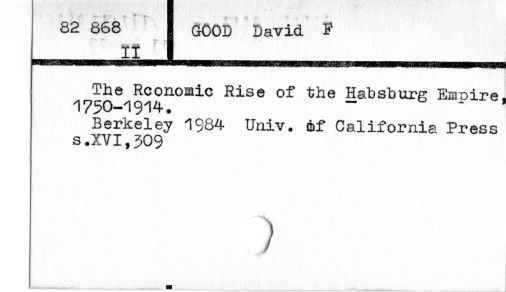 82 868
II
GOOD David F
The Rconomic Rise of the Habsburg Empire,
1750-1914.
Berkeley 1984 Univ. of California Press
s.XVI,309